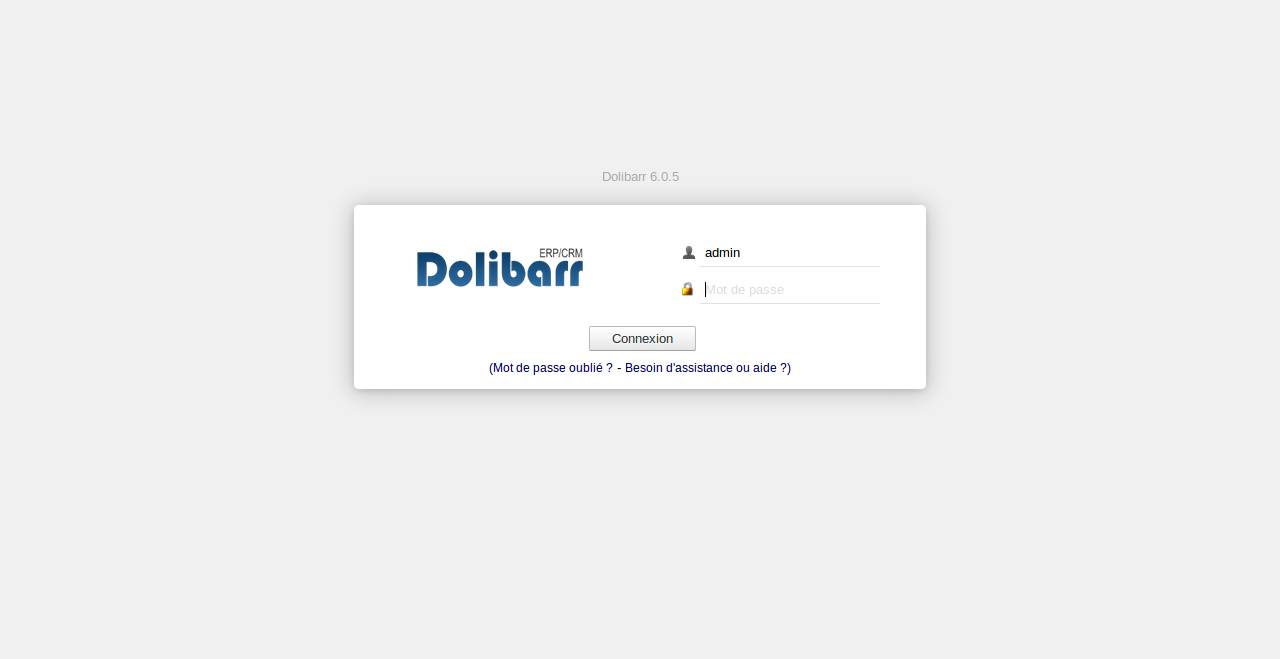 Dolibarr 6.0.5
ERP/CRM
Dolibarr
admin
Mot de passe
Connexion
(Mot de passe oublié ? - Besoin d'assistance ou aide ?)